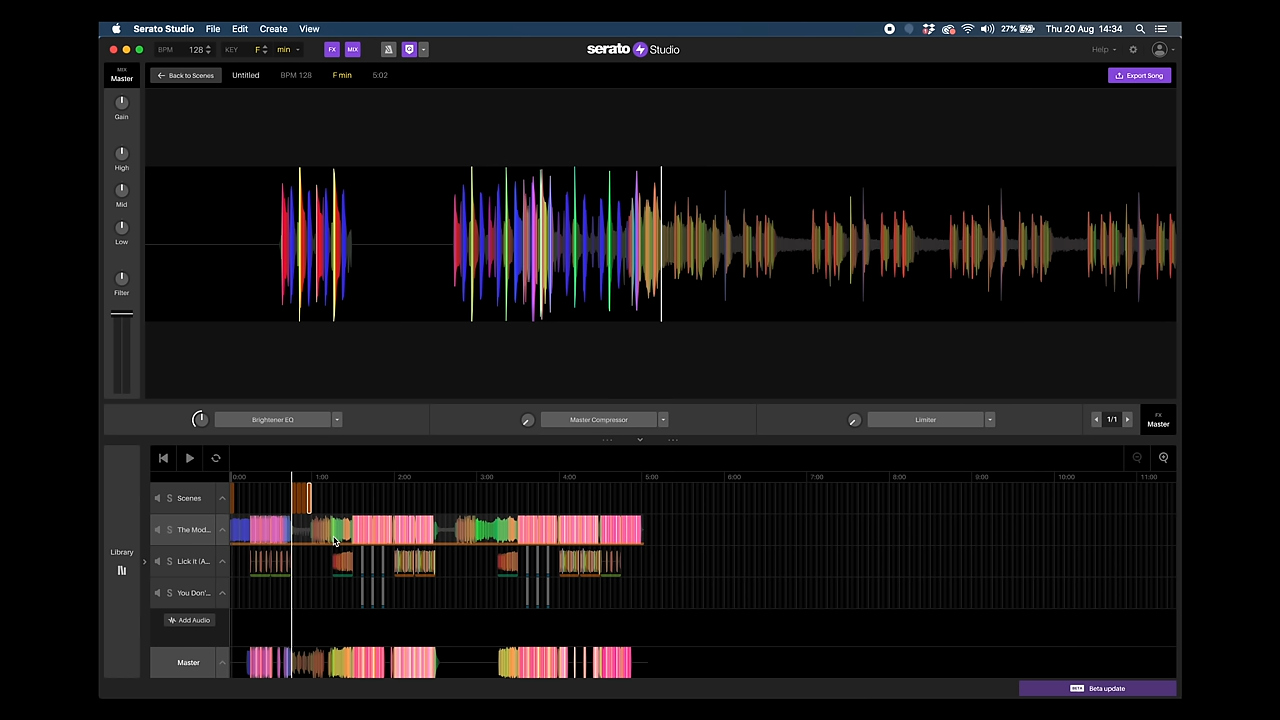 Serato Studio File Edit Create View
27% Thu 20 Aug 14:34
BPM 128 KEY F min
FX MIX
serato Studio
Help
MIX
Master
Back to Scenes Untitled BPM 128 F min 5:02
Export Song
Gain
High
Mid
Low
Filter
Brightener EQ
Master Compressor
Limiter
1/1
FX
Master
0:00 1:00 2:00 3:00 4:00 5:00 6:00 7:00 8:00 9:00 10:00 11:00
S Scenes
S The Mod...
S Lick it (A...
S You Don'...
Library
Add Audio
Master
BETA Beta update